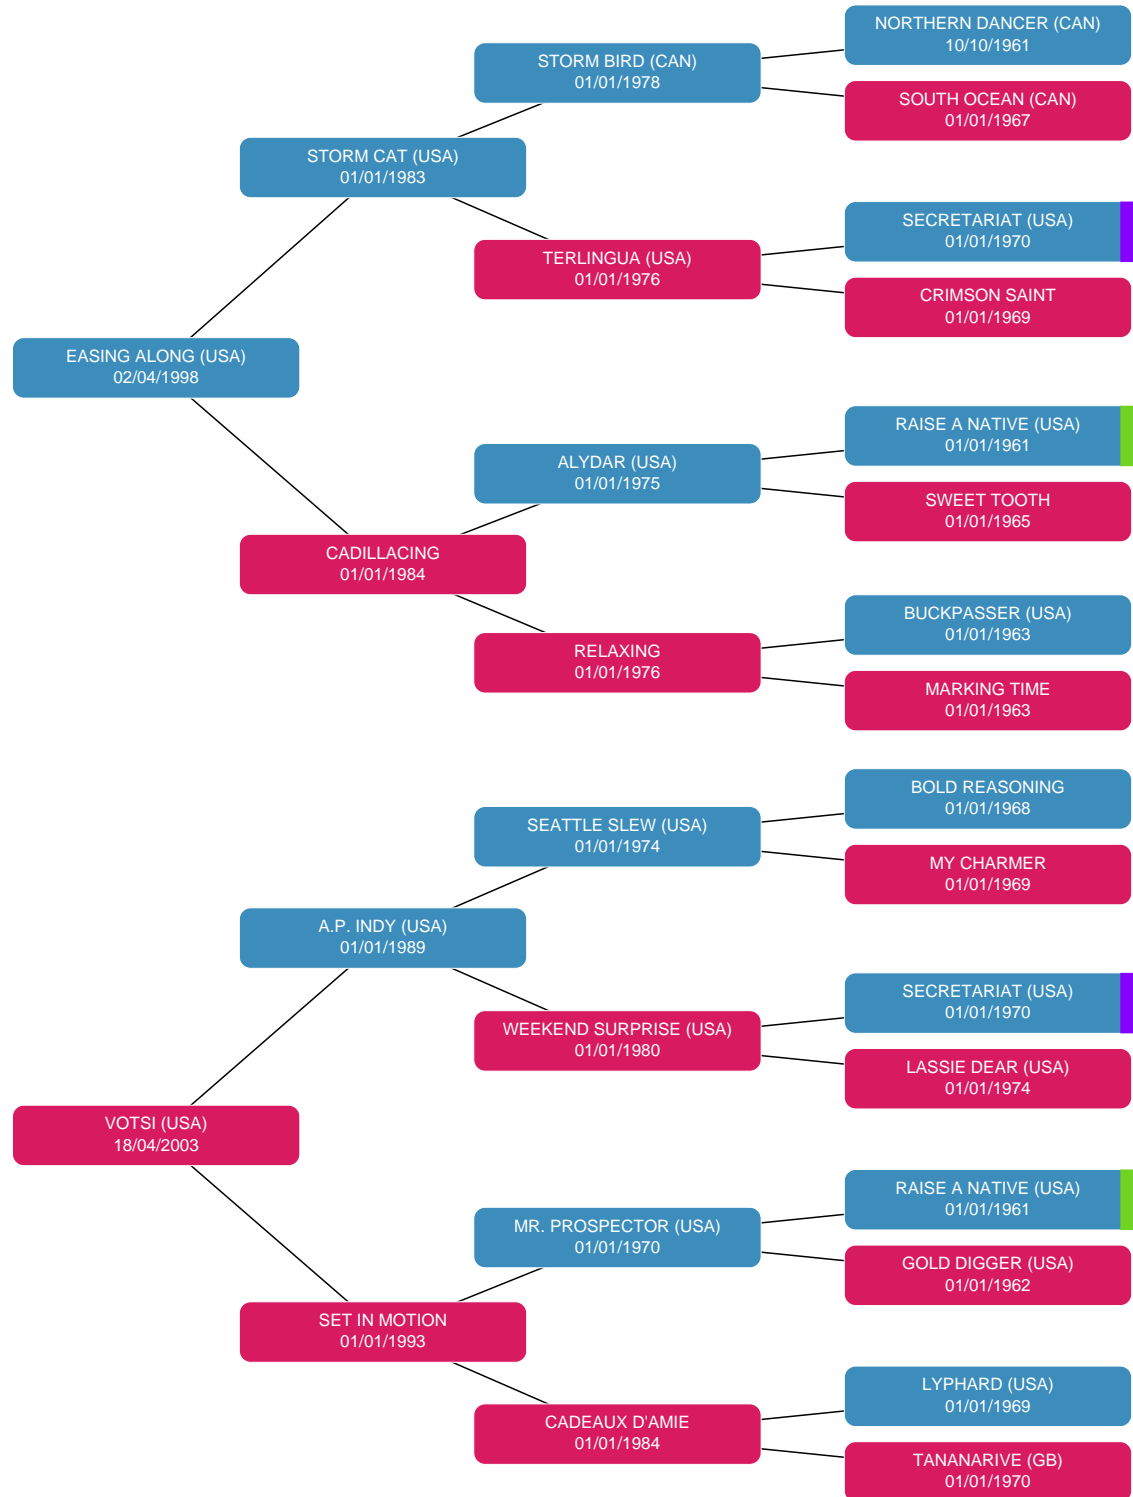 NORTHERN DANCER (CAN)
10/10/1961
STORM BIRD (CAN)
01/01/1978
SOUTH OCEAN (CAN)
01/01/1967
STORM CAT (USA)
01/01/1983
SECRETARIAT (USA)
01/01/1970
TERLINGUA (USA)
01/01/1976
CRIMSON SAINT
01/01/1969
EASING ALONG (USA)
02/04/1998
RAISE A NATIVE (USA)
01/01/1961
ALYDAR (USA)
01/01/1975
SWEET TOOTH
01/01/1965
CADILLACING
01/01/1984
BUCKPASSER (USA)
01/01/1963
RELAXING
01/01/1976
MARKING TIME
01/01/1963
BOLD REASONING
01/01/1968
SEATTLE SLEW (USA)
01/01/1974
MY CHARMER
01/01/1969
A.P. INDY (USA)
01/01/1989
SECRETARIAT (USA)
01/01/1970
WEEKEND SURPRISE (USA)
01/01/1980
LASSIE DEAR (USA)
01/01/1974
VOTSI (USA)
18/04/2003
RAISE A NATIVE (USA)
01/01/1961
MR. PROSPECTOR (USA)
01/01/1970
GOLD DIGGER (USA)
01/01/1962
SET IN MOTION
01/01/1993
LYPHARD (USA)
01/01/1969
CADEAUX D'AMIE
01/01/1984
TANANARIVE (GB)
01/01/1970